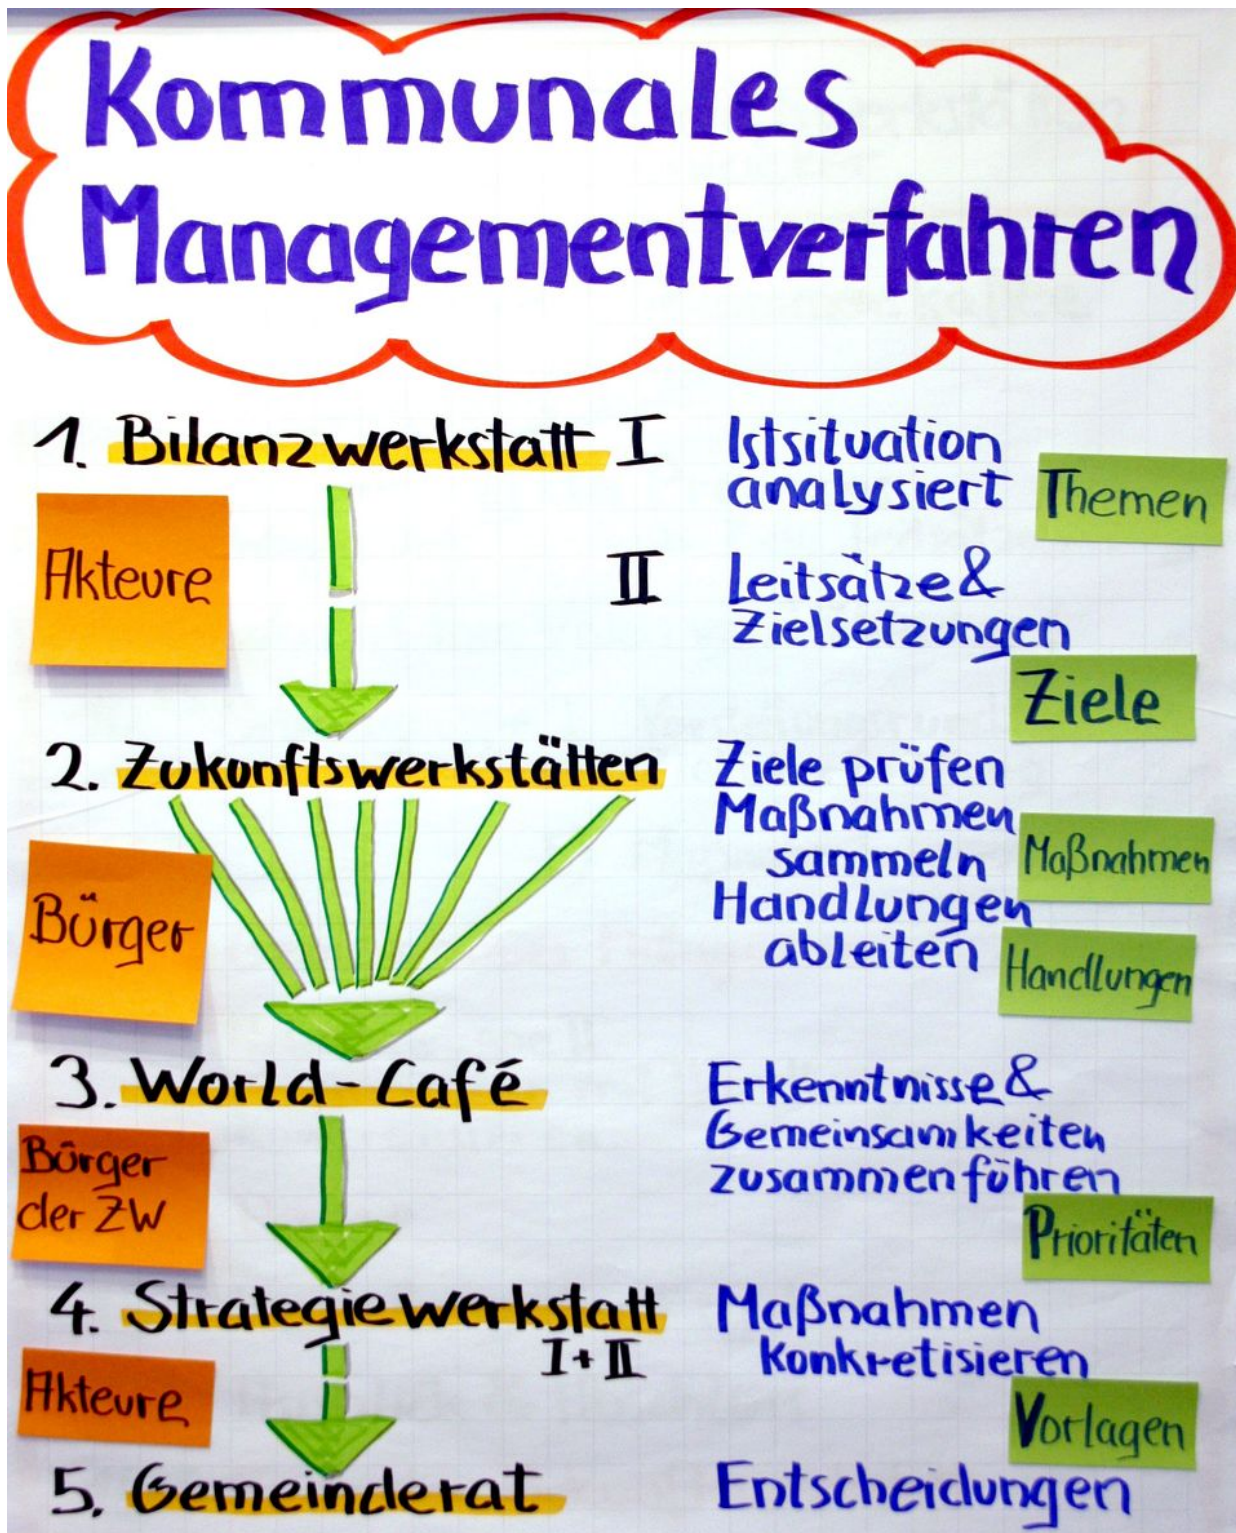 Kommunales
Managementverfahren
1. Bilanzwerkstatt I
Istsituation
analysiert
Themen
Akteure
II
Leitsätze &
Zielsetzungen
Ziele
2. Zukunftswerkstätten
Ziele prüfen
Maßnahmen
sammeln
Maßnahmen
Handlungen
ableiten
Handlungen
Bürger
3. World-Café
Erkenntnisse &
Gemeinsamkeiten
zusammenführen
Bürger
der ZW
Prioritäten
4. Strategiewerkstatt
I + II
Maßnahmen
konkretisieren
Akteure
Vorlagen
5. Gemeinderat
Entscheidungen